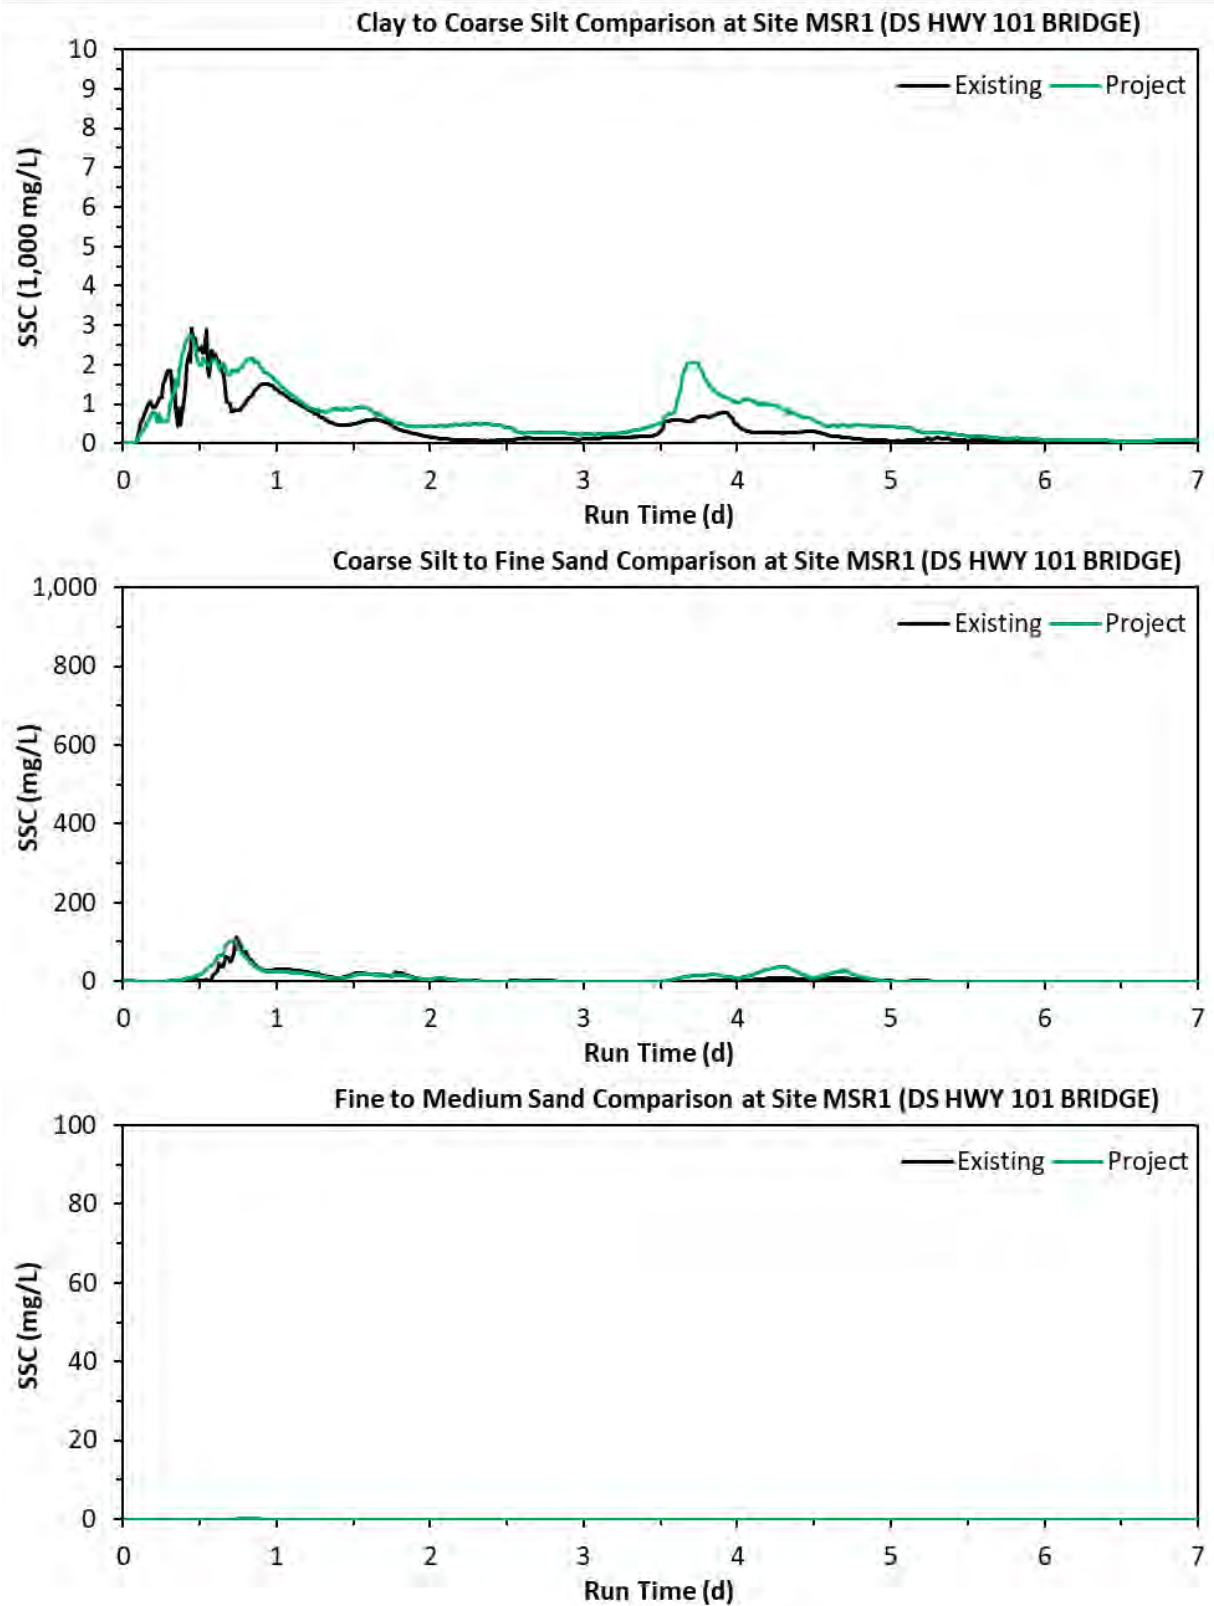 Clay to Coarse Silt Comparison at Site MSR1 (DS HWY 101 BRIDGE)
10
9
8
7
6
5
4
3
2
1
0
SSC (1,000 mg/L)
Existing Project
0 1 2 3 4 5 6 7
Run Time (d)
Coarse Silt to Fine Sand Comparison at Site MSR1 (DS HWY 101 BRIDGE)
1,000
800
600
400
200
0
SSC (mg/L)
Existing Project
0 1 2 3 4 5 6 7
Run Time (d)
Fine to Medium Sand Comparison at Site MSR1 (DS HWY 101 BRIDGE)
100
80
60
40
20
0
SSC (mg/L)
Existing Project
0 1 2 3 4 5 6 7
Run Time (d)